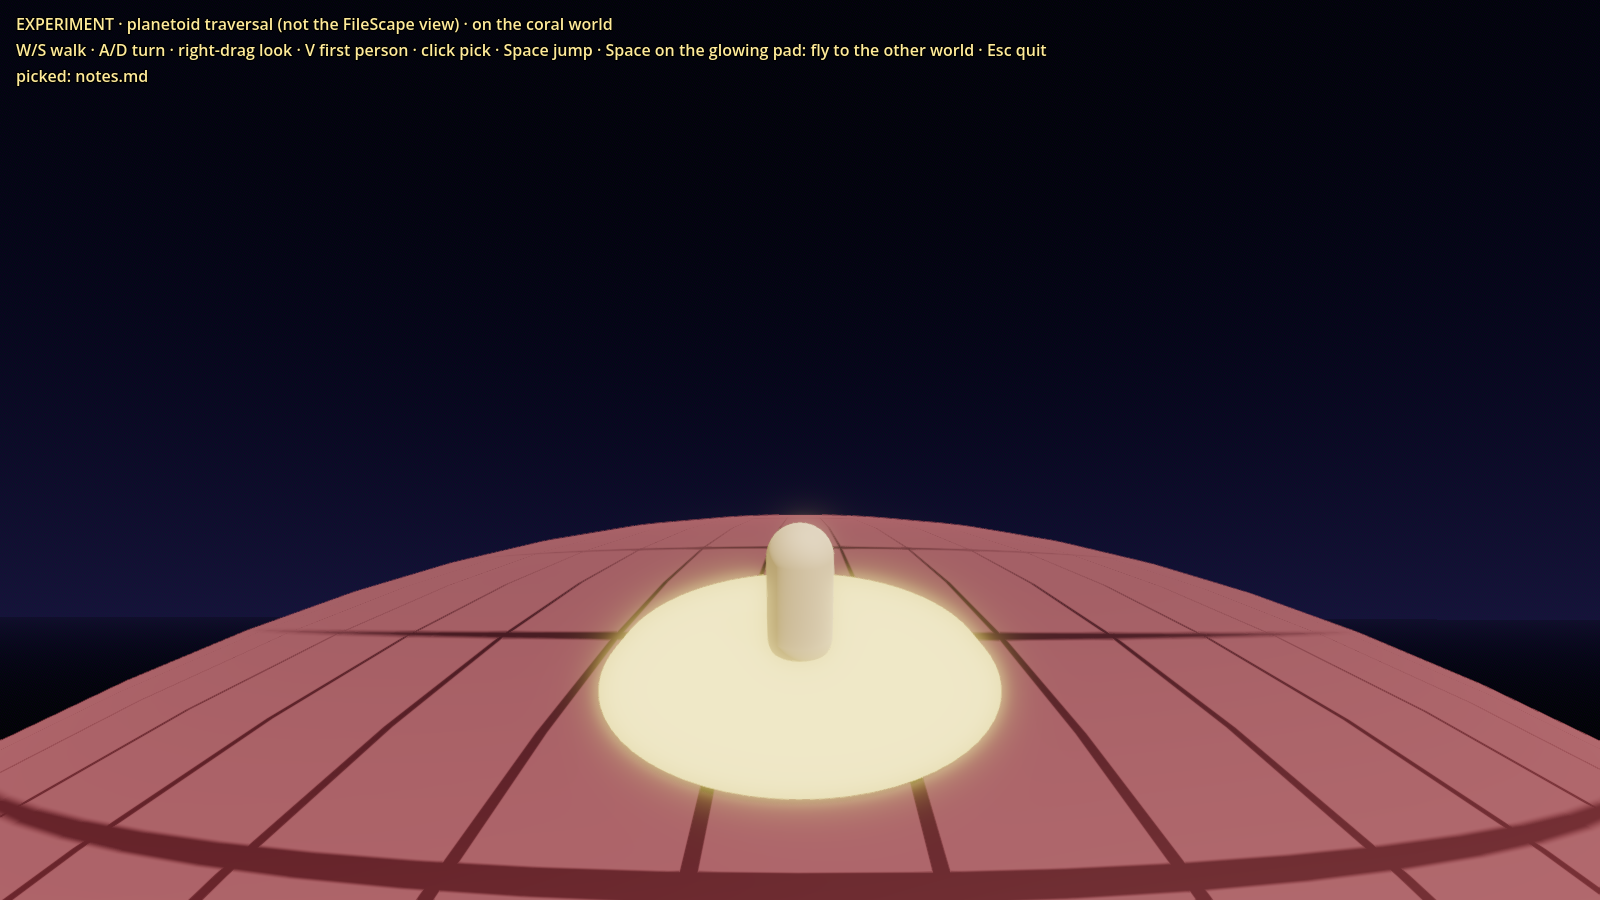 EXPERIMENT · planetoid traversal (not the FileScape view) · on the coral world
W/S walk · A/D turn · right-drag look · V first person · click pick · Space jump · Space on the glowing pad: fly to the other world · Esc quit
picked: notes.md